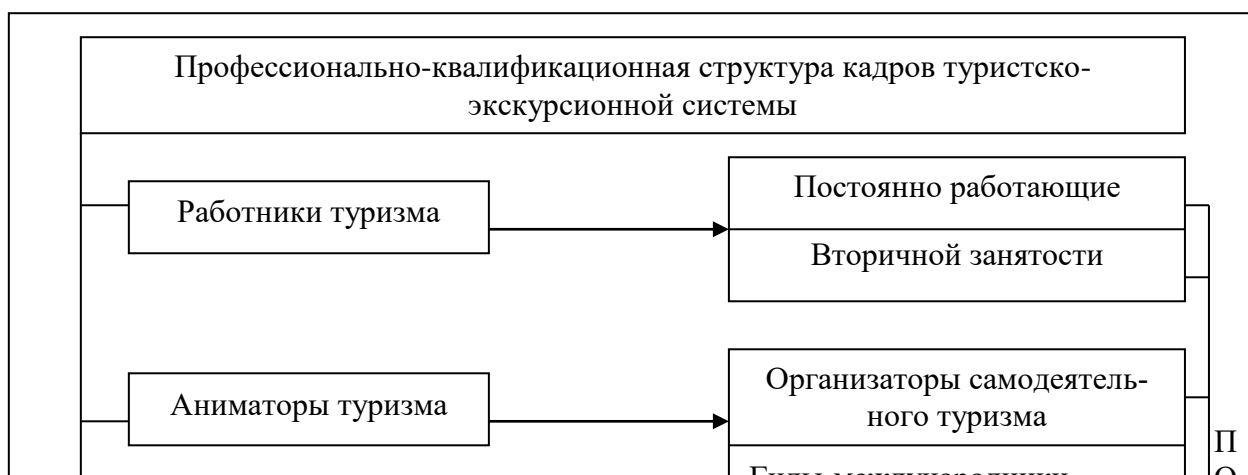 Профессионально-квалификационная структура кадров туристско-
экскурсионной системы
Постоянно работающие
Работники туризма
Вторичной занятости
Организаторы самодеятель-
ного туризма
Аниматоры туризма
П